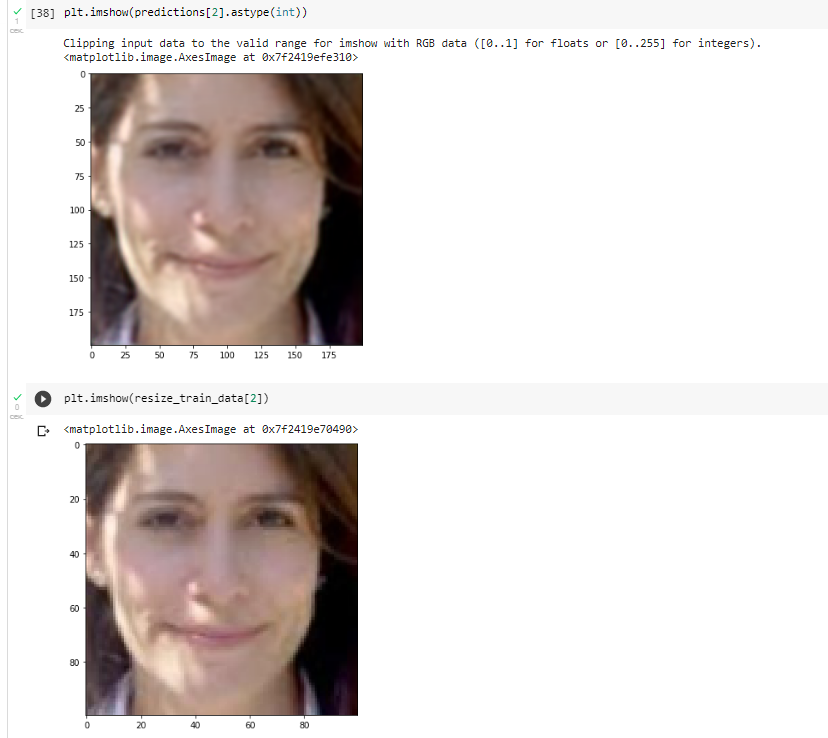 [38] plt.imshow(predictions[2].astype(int))
1
сек.
Clipping input data to the valid range for imshow with RGB data ([0..1] for floats or [0..255] for integers).
<matplotlib.image.AxesImage at 0x7f2419efe310>
0
25
50
75
100
125
150
175
0 25 50 75 100 125 150 175
plt.imshow(resize_train_data[2])
0
сек.
<matplotlib.image.AxesImage at 0x7f2419e70490>
0
20
40
60
80
0 20 40 60 80